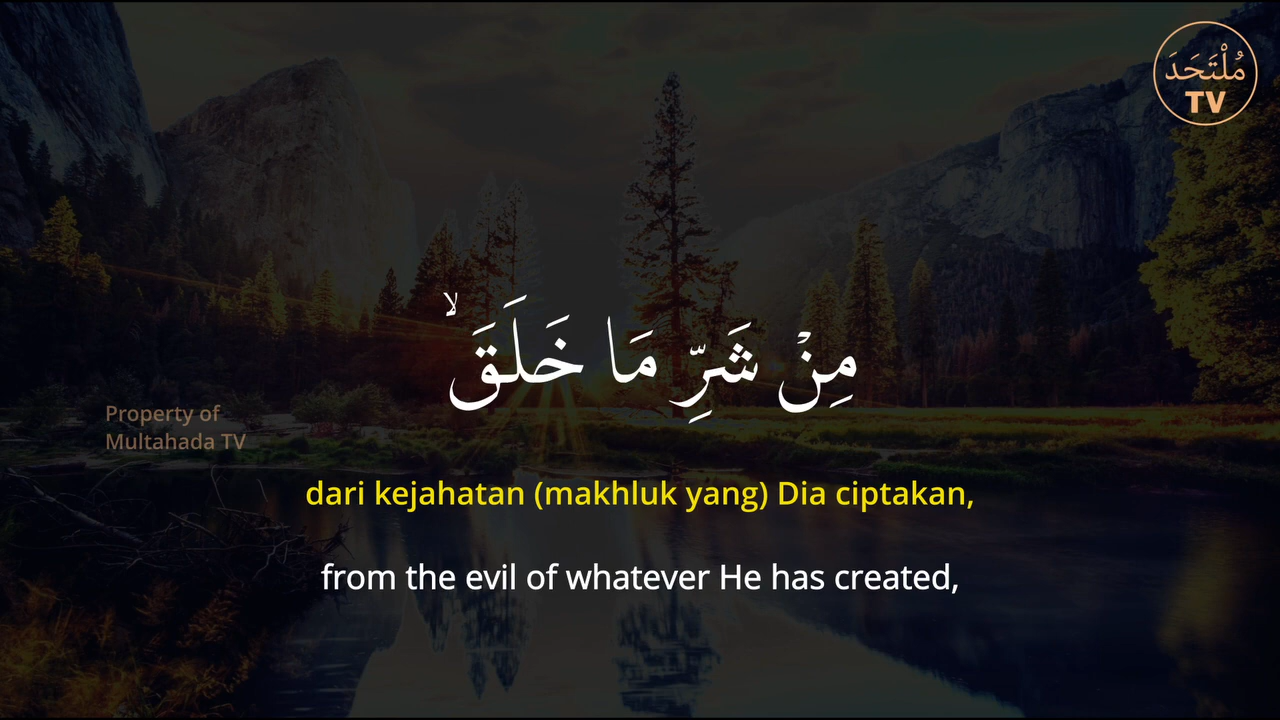 مُلْتَحَدَ
TV
مِنْ شَرِّ مَا خَلَقَۙ
Property of
Multahada TV
dari kejahatan (makhluk yang) Dia ciptakan,
from the evil of whatever He has created,